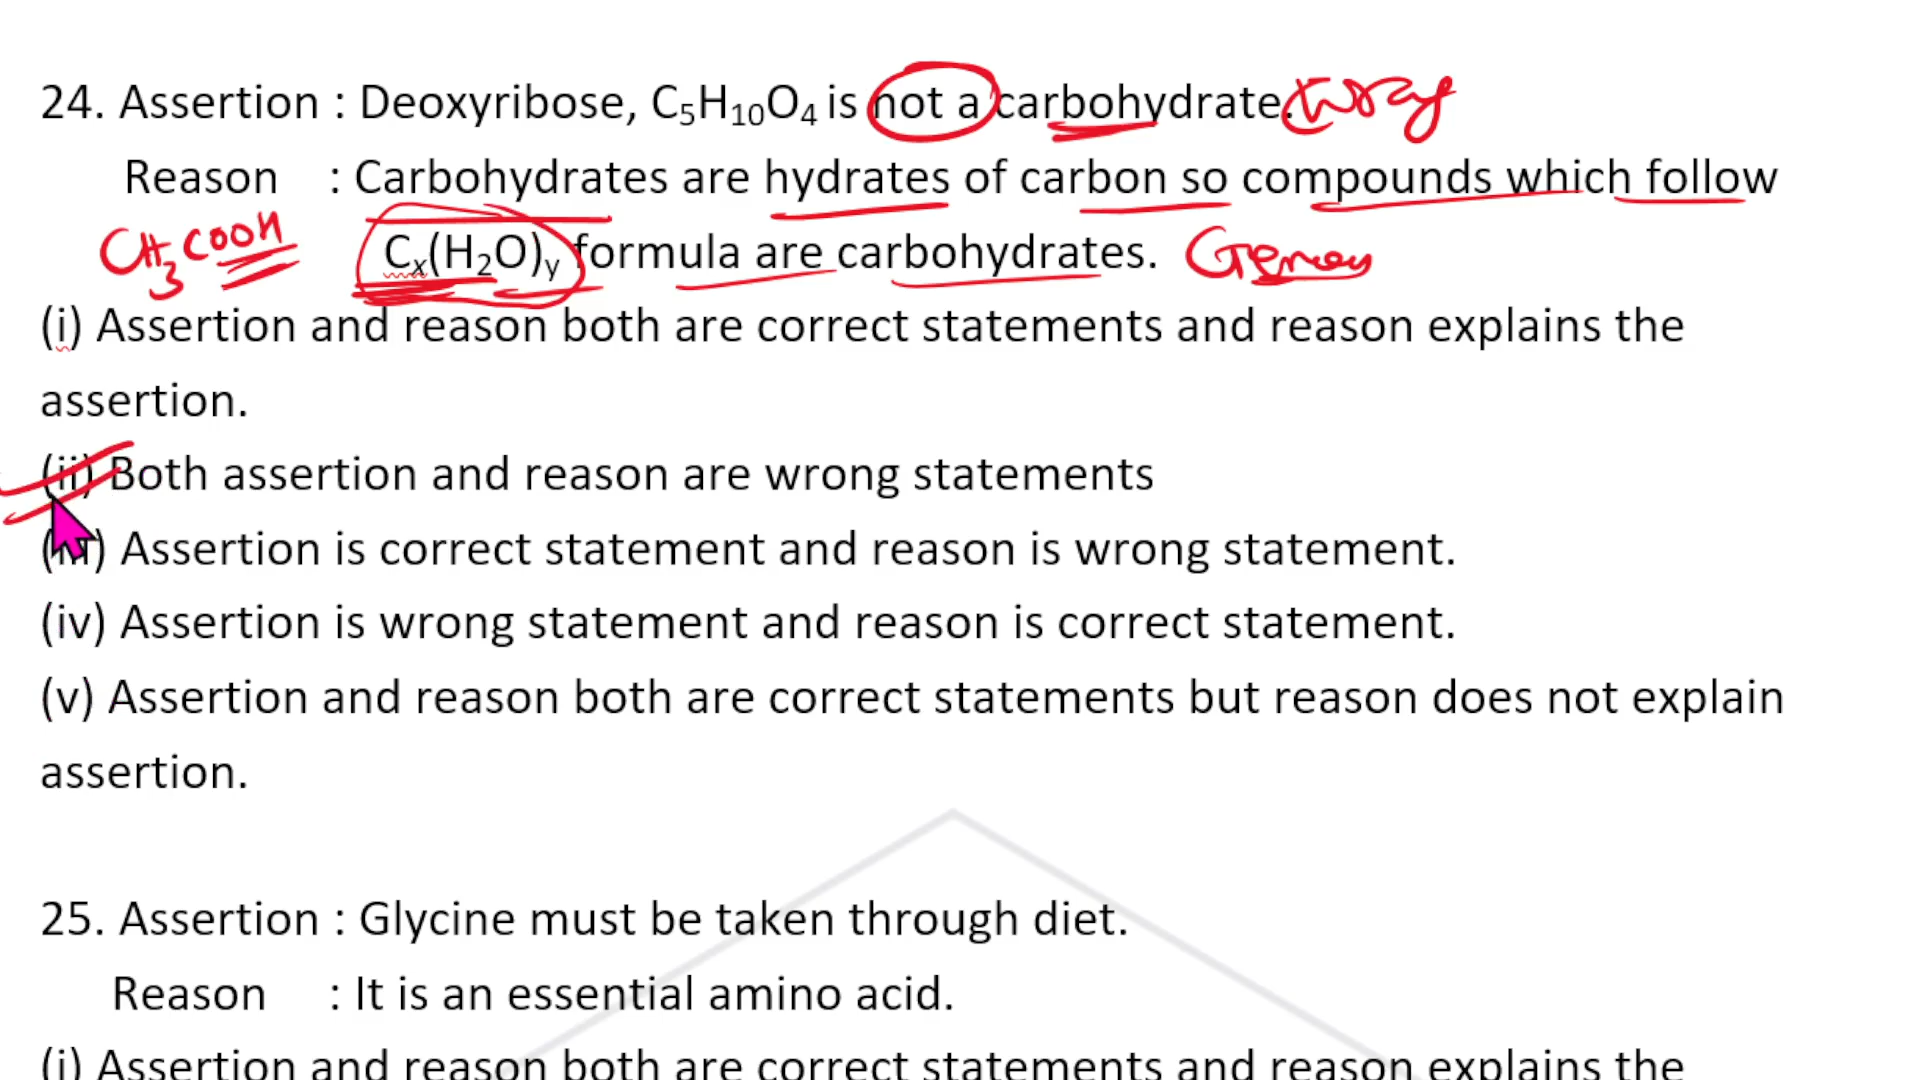 24. Assertion : Deoxyribose, C₅H₁₀O₄ is not a carbohydrate.
Reason : Carbohydrates are hydrates of carbon so compounds which follow
CH₃COOH Cₓ(H₂O)y formula are carbohydrates.
(i) Assertion and reason both are correct statements and reason explains the
assertion.
(ii) Both assertion and reason are wrong statements
(iii) Assertion is correct statement and reason is wrong statement.
(iv) Assertion is wrong statement and reason is correct statement.
(v) Assertion and reason both are correct statements but reason does not explain
assertion.
25. Assertion : Glycine must be taken through diet.
Reason : It is an essential amino acid.
(i) Assertion and reason both are correct statements and reason explains the